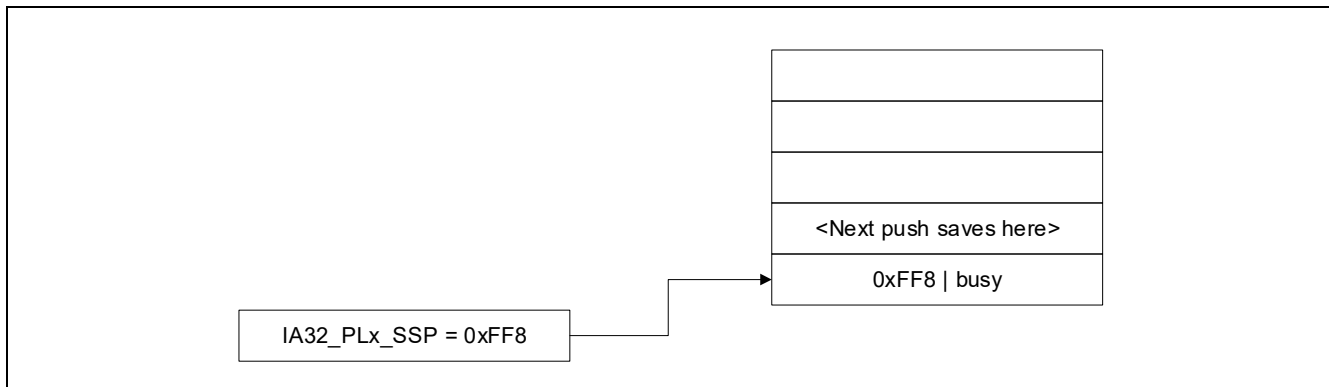 <Next push saves here>
0xFF8 | busy
IA32_PLx_SSP = 0xFF8